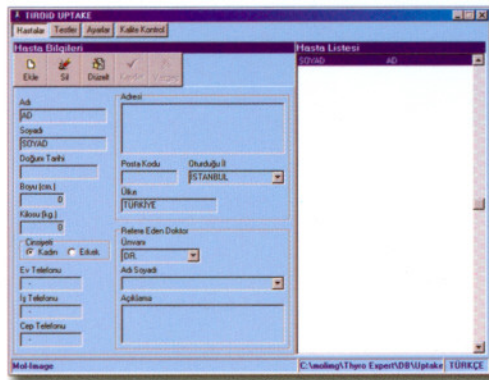 TIROID UPTAKE
Hastalar Testler Ayarlar Kalite Kontrol
Hasta Bilgileri
Hasta Listesi
Ekle Sil Düzelt Kaydet Vazgeç
SOYAD AD
Adı
AD
Soyadı
SOYAD
Doğum Tarihi
Boyu (cm.)
0
Kilosu (kg.)
0
Cinsiyeti
Kadın Erkek
Ev Telefonu
-
İş Telefonu
-
Cep Telefonu
-
Adresi
Posta Kodu Oturduğu İl
İSTANBUL
Ülke
TÜRKİYE
Refere Eden Doktor
Ünvanı
DR.
Adı Soyadı
Açıklama
Mol-Image C:\molimg\Thyro Expert\DB\Uptake TÜRKÇE